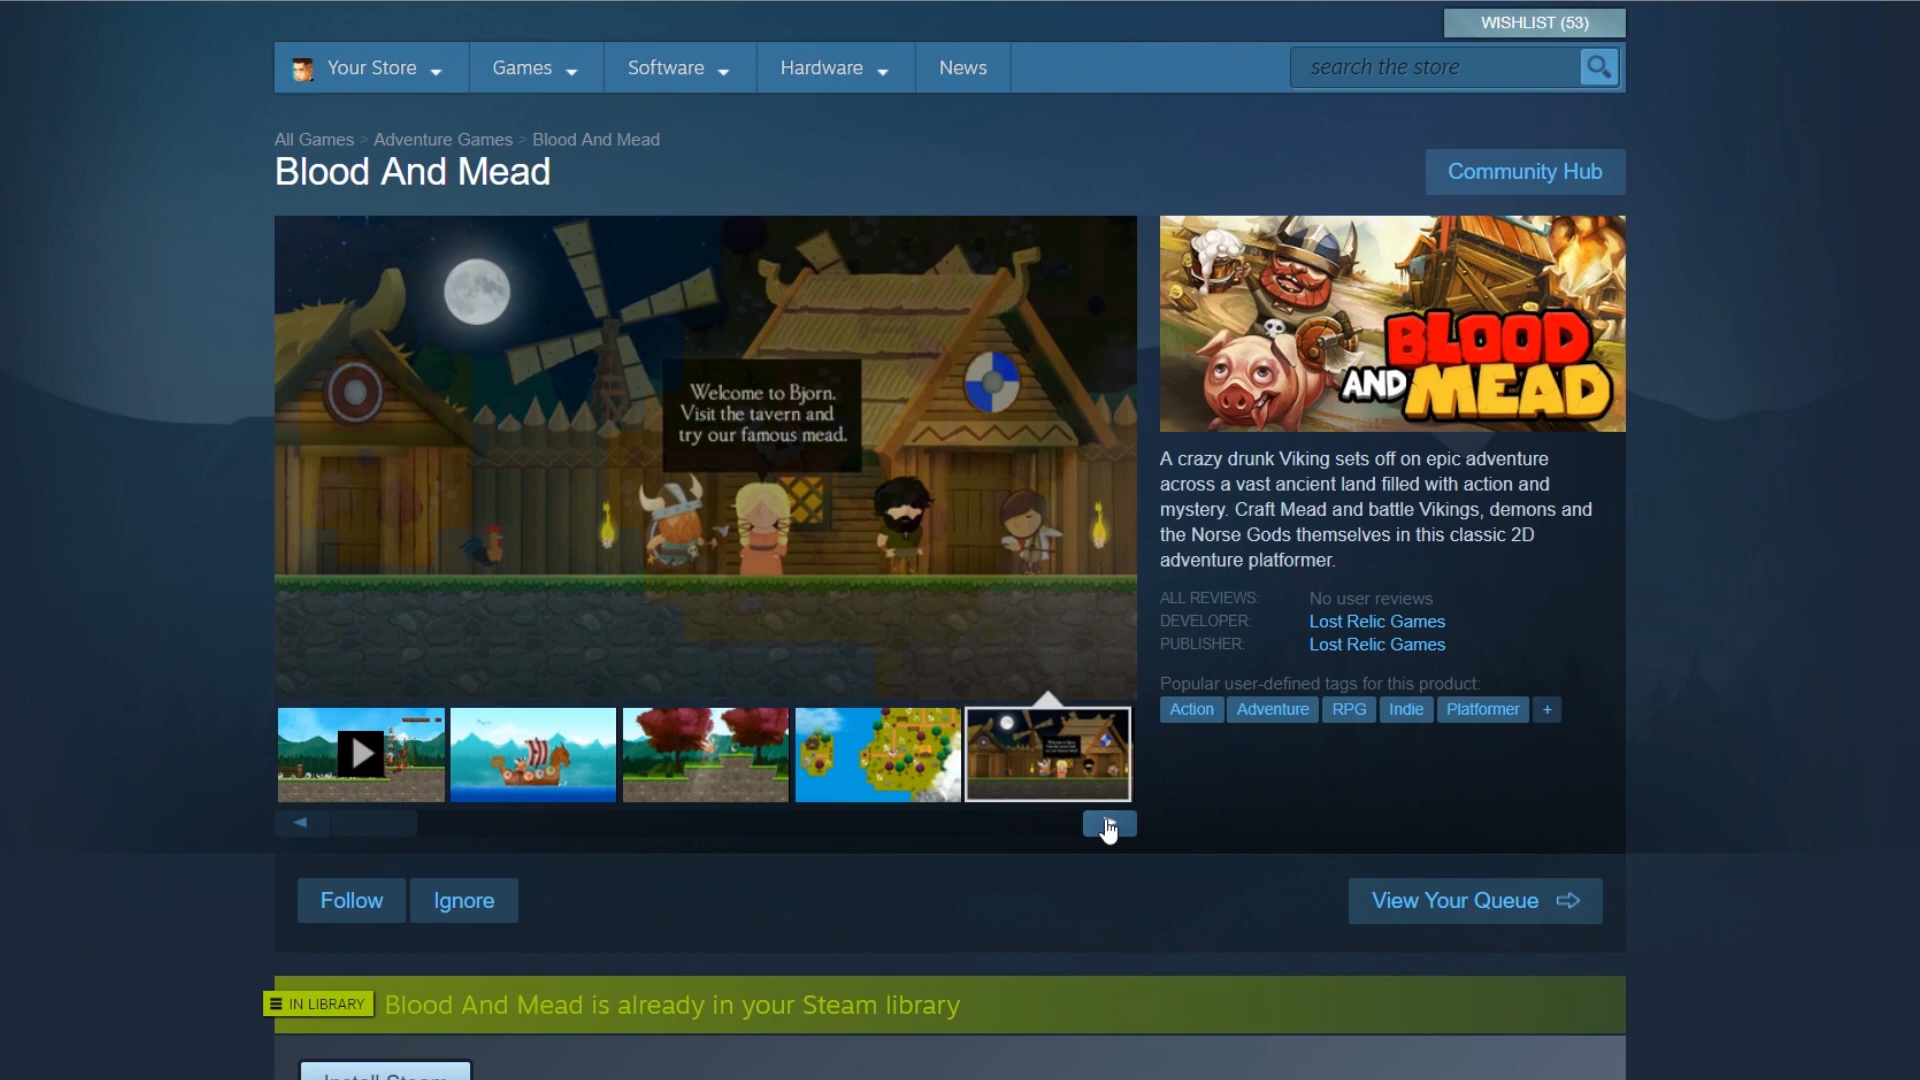 WISHLIST (53)
Your Store
Games
Software
Hardware
News
search the store
All Games > Adventure Games > Blood And Mead
Blood And Mead
Community Hub
Welcome to Bjorn.
Visit the tavern and
try our famous mead.
BLOOD
AND MEAD
A crazy drunk Viking sets off on epic adventure
across a vast ancient land filled with action and
mystery. Craft Mead and battle Vikings, demons and
the Norse Gods themselves in this classic 2D
adventure platformer.
ALL REVIEWS: No user reviews
DEVELOPER: Lost Relic Games
PUBLISHER: Lost Relic Games
Popular user-defined tags for this product:
Action Adventure RPG Indie Platformer +
Follow
Ignore
View Your Queue
IN LIBRARY
Blood And Mead is already in your Steam library
Install Steam